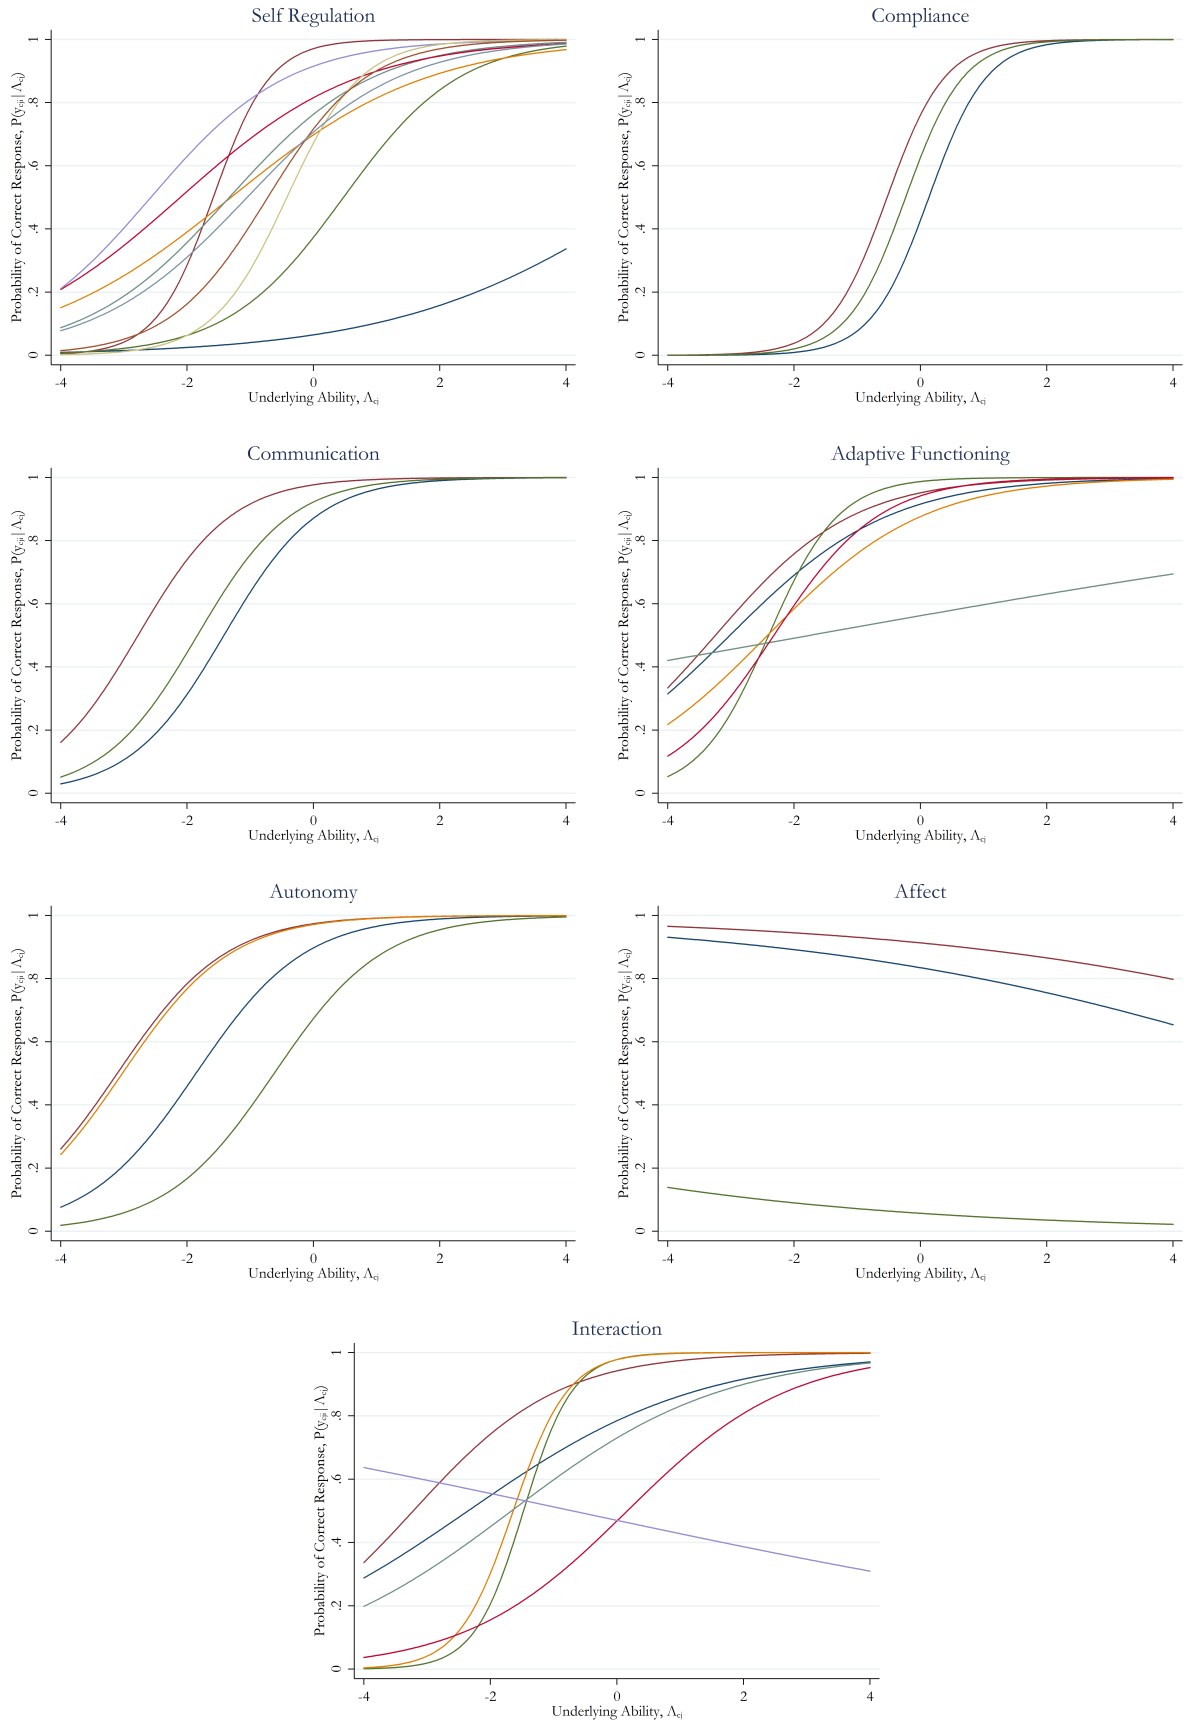 Self Regulation
Probability of Correct Response, P(y_cji | Λ_cj)
0 .2 .4 .6 .8 1
-4 -2 0 2 4
Underlying Ability, Λ_cj
Compliance
Probability of Correct Response, P(y_cji | Λ_cj)
0 .2 .4 .6 .8 1
-4 -2 0 2 4
Underlying Ability, Λ_cj
Communication
Probability of Correct Response, P(y_cji | Λ_cj)
0 .2 .4 .6 .8 1
-4 -2 0 2 4
Underlying Ability, Λ_cj
Adaptive Functioning
Probability of Correct Response, P(y_cji | Λ_cj)
0 .2 .4 .6 .8 1
-4 -2 0 2 4
Underlying Ability, Λ_cj
Autonomy
Probability of Correct Response, P(y_cji | Λ_cj)
0 .2 .4 .6 .8 1
-4 -2 0 2 4
Underlying Ability, Λ_cj
Affect
Probability of Correct Response, P(y_cji | Λ_cj)
0 .2 .4 .6 .8 1
-4 -2 0 2 4
Underlying Ability, Λ_cj
Interaction
Probability of Correct Response, P(y_cji | Λ_cj)
0 .2 .4 .6 .8 1
-4 -2 0 2 4
Underlying Ability, Λ_cj